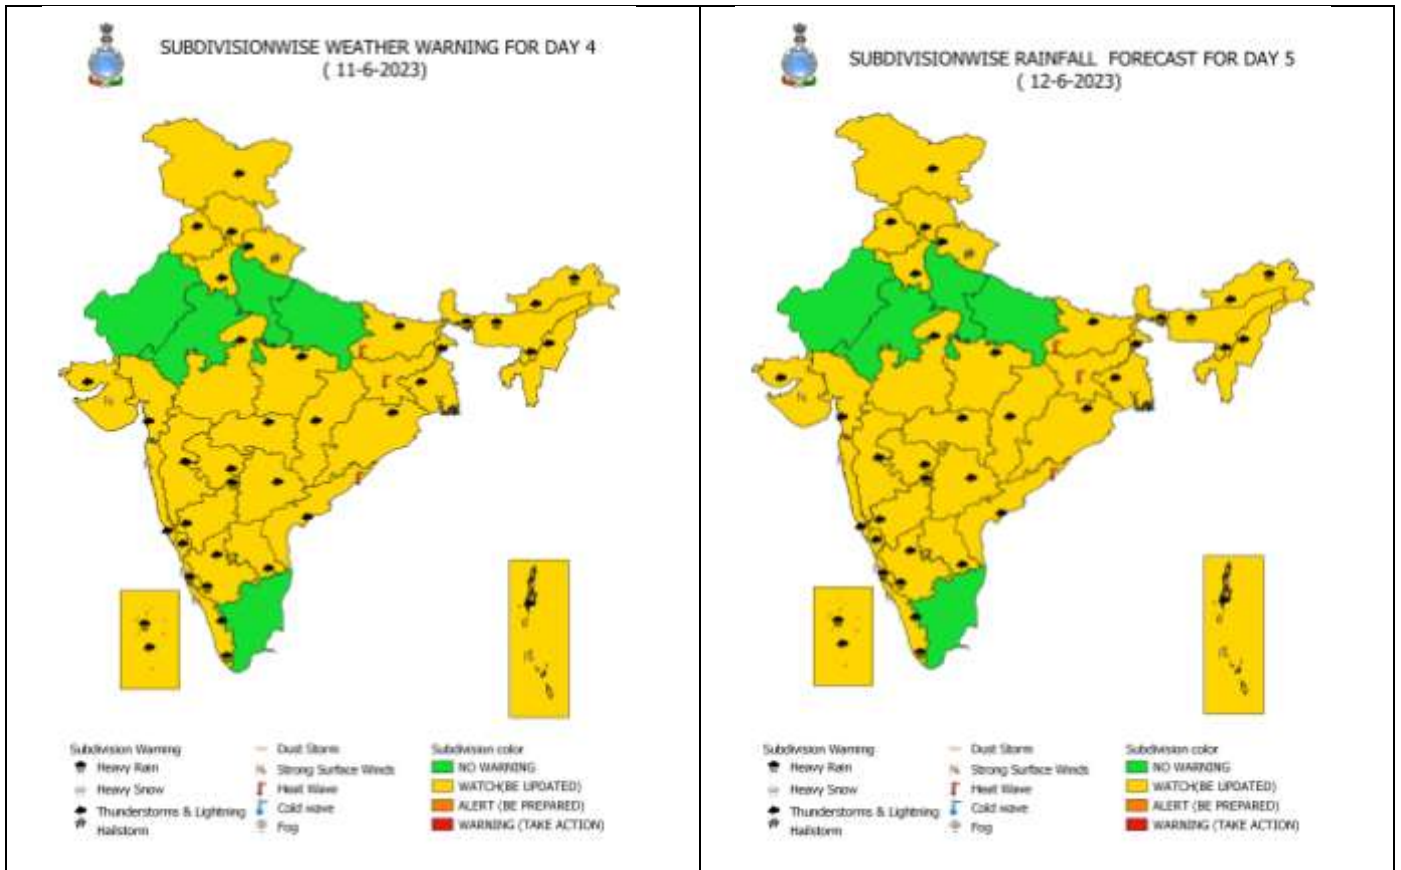 SUBDIVISIONWISE WEATHER WARNING FOR DAY 4
( 11-6-2023)
Subdivision Warning
Heavy Rain
Heavy Snow
Thunderstorms & Lightning
Hailstorm
Dust Storm
Strong Surface Winds
Heat Wave
Cold wave
Fog
Subdivision color
NO WARNING
WATCH(BE UPDATED)
ALERT (BE PREPARED)
WARNING (TAKE ACTION)
SUBDIVISIONWISE RAINFALL FORECAST FOR DAY 5
( 12-6-2023)
Subdivision Warning
Heavy Rain
Heavy Snow
Thunderstorms & Lightning
Hailstorm
Dust Storm
Strong Surface Winds
Heat Wave
Cold wave
Fog
Subdivision color
NO WARNING
WATCH(BE UPDATED)
ALERT (BE PREPARED)
WARNING (TAKE ACTION)